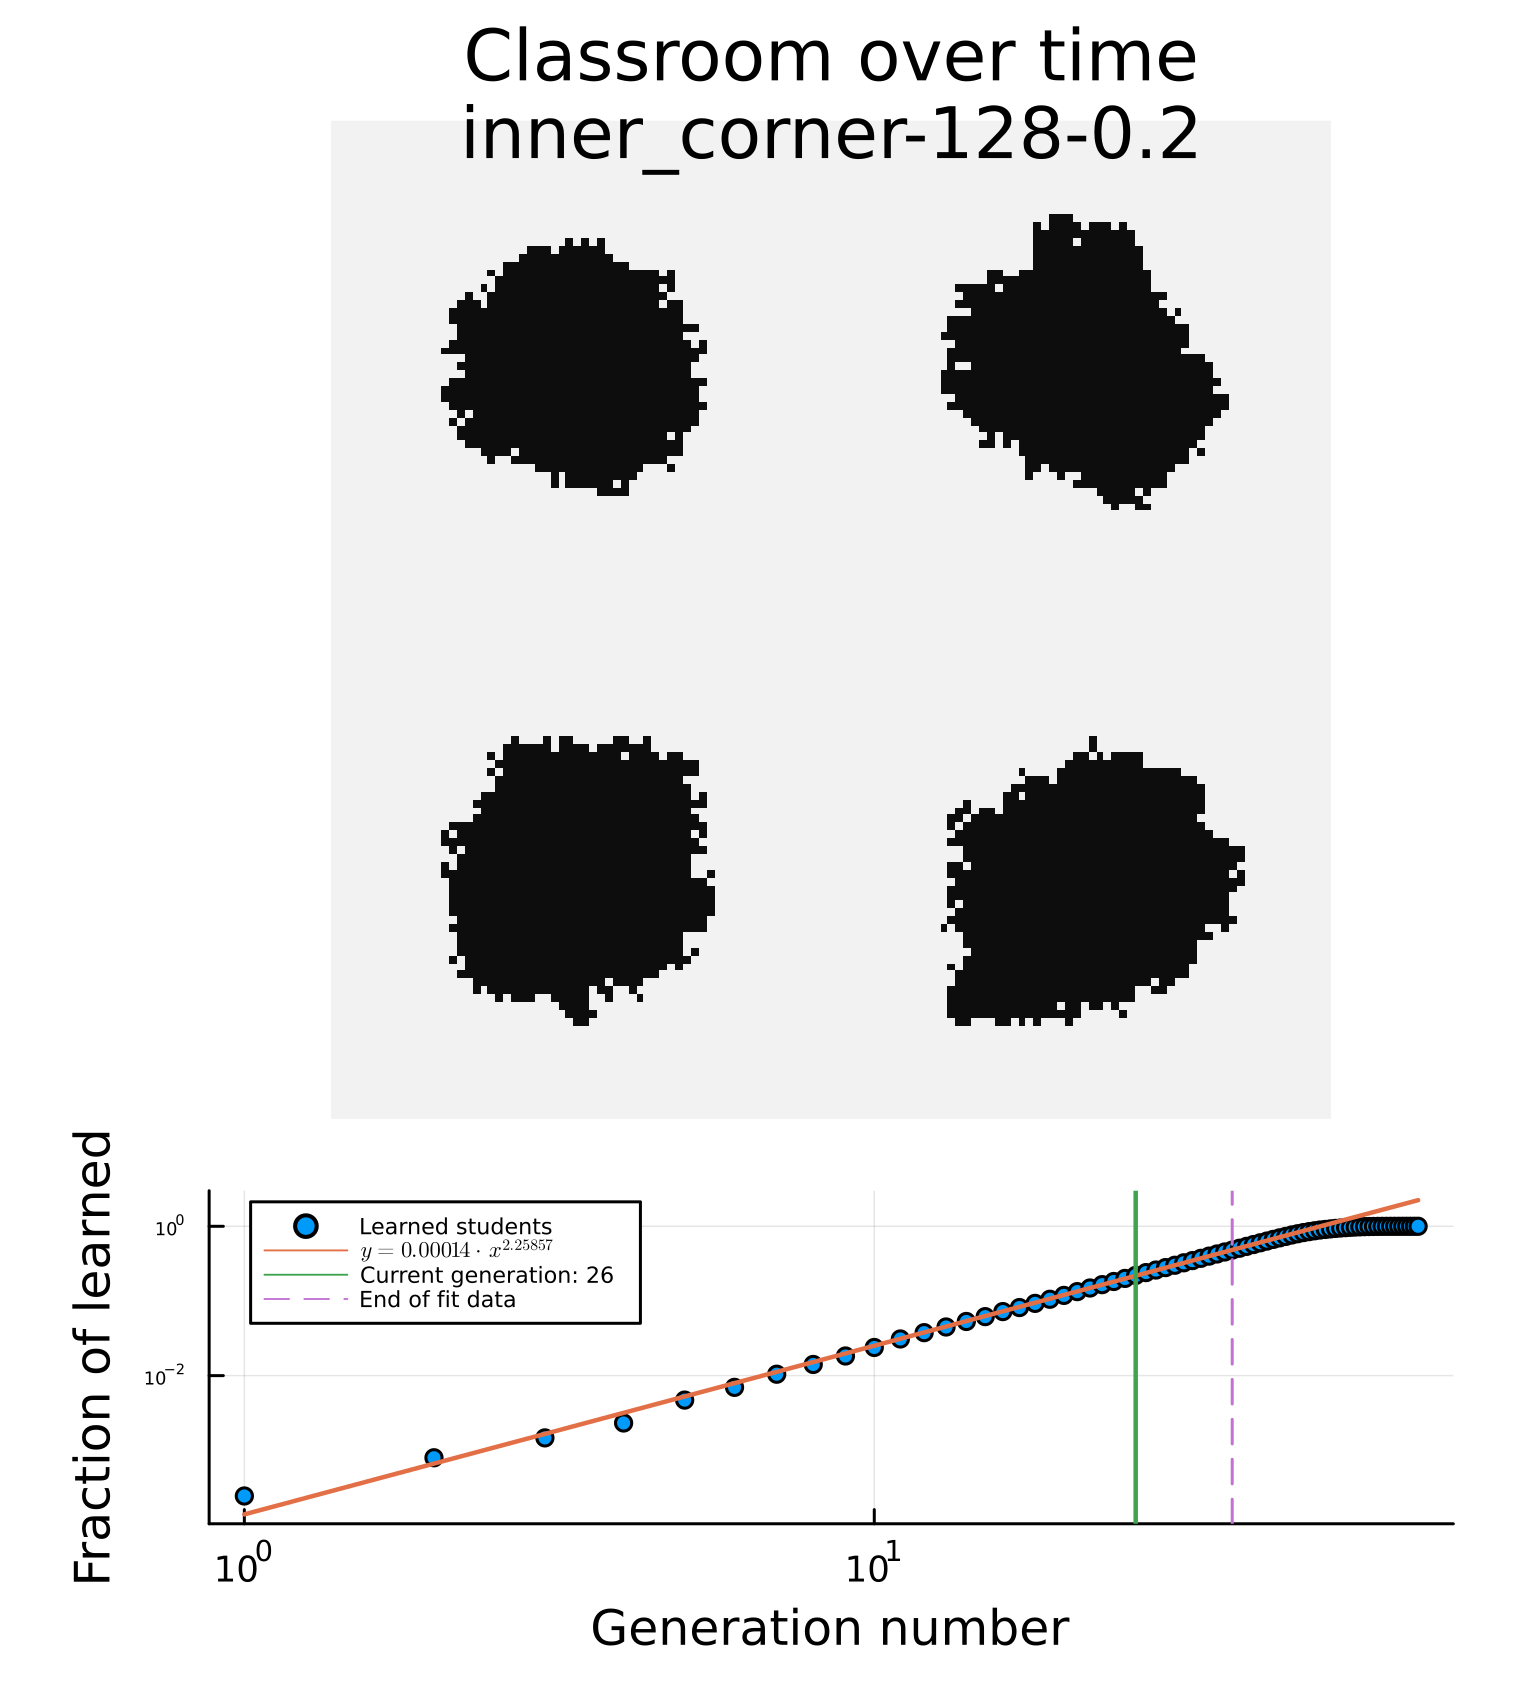 Classroom over time
inner_corner-128-0.2
Fraction of learned
10^0
10^-2
Learned students
y = 0.00014 · x^2.25857
Current generation: 26
End of fit data
10^0
10^1
Generation number